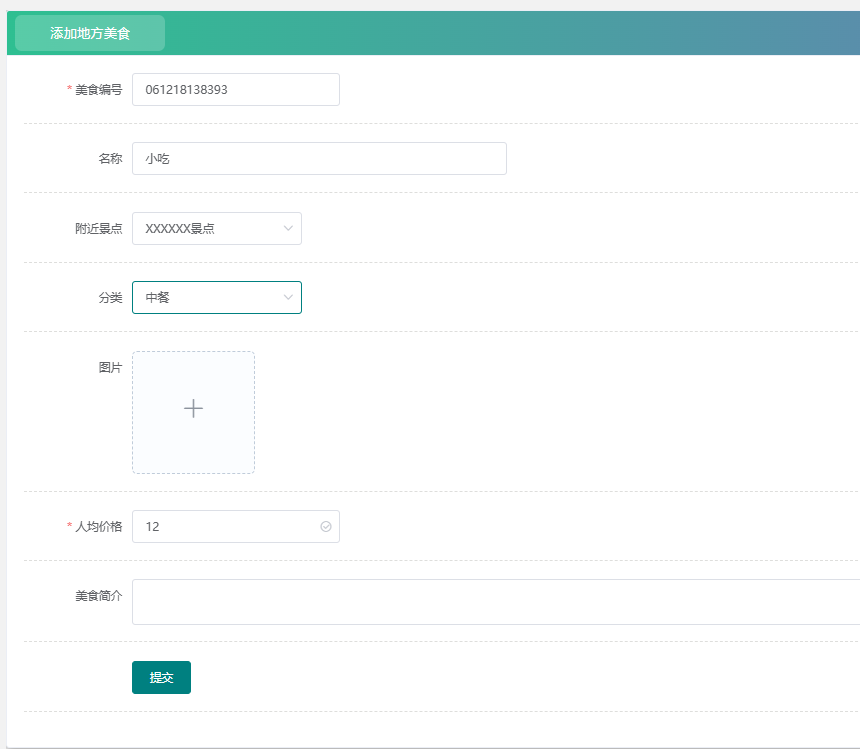 添加地方美食
* 美食编号 061218138393
名称 小吃
附近景点 XXXXXX景点
分类 中餐
图片
* 人均价格 12
美食简介
提交